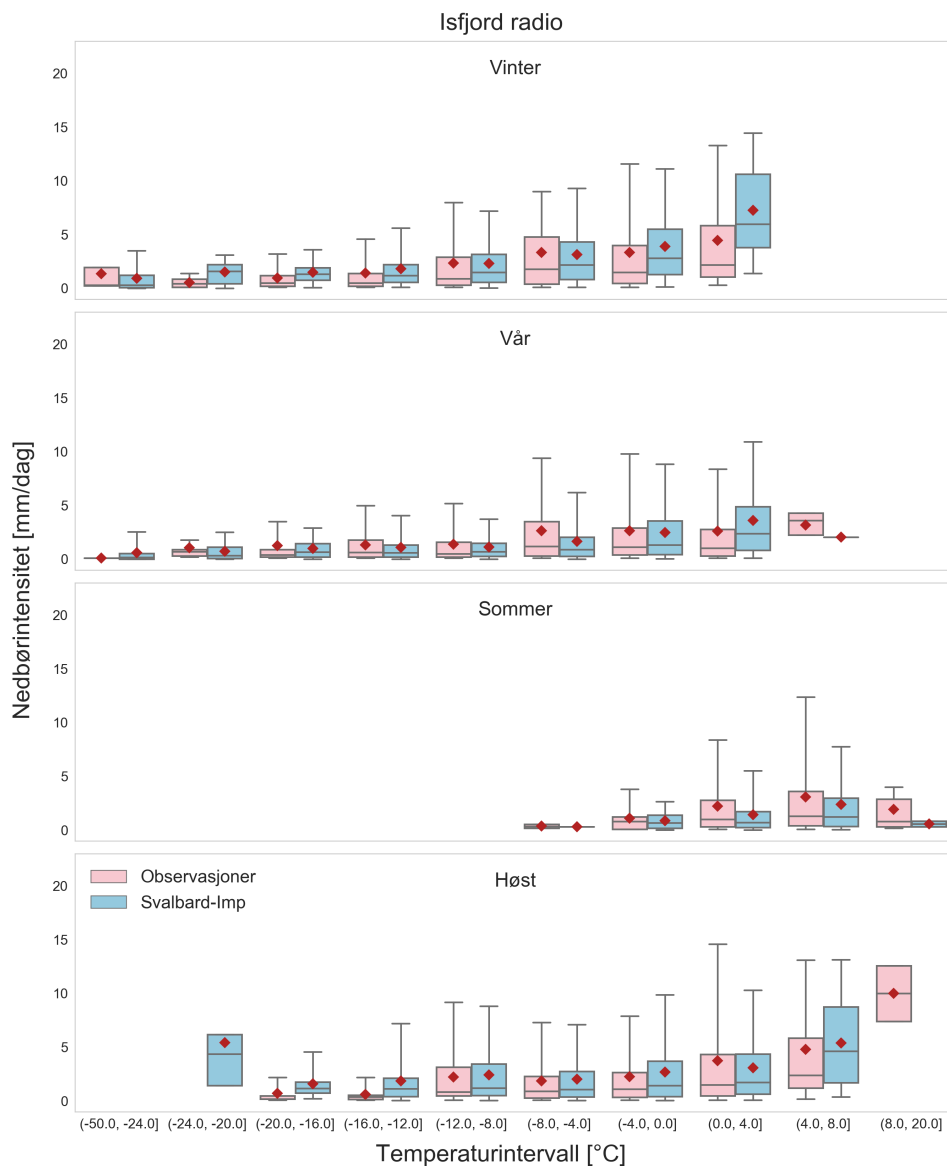 Isfjord radio
Vinter
20
15
10
5
0
Vår
20
15
10
5
0
Sommer
20
15
10
5
0
Høst
Observasjoner
Svalbard-Imp
20
15
10
5
0
(-50.0, -24.0] (-24.0, -20.0] (-20.0, -16.0] (-16.0, -12.0] (-12.0, -8.0] (-8.0, -4.0] (-4.0, 0.0] (0.0, 4.0] (4.0, 8.0] (8.0, 20.0]
Temperaturintervall [°C]
Nedbørintensitet [mm/dag]